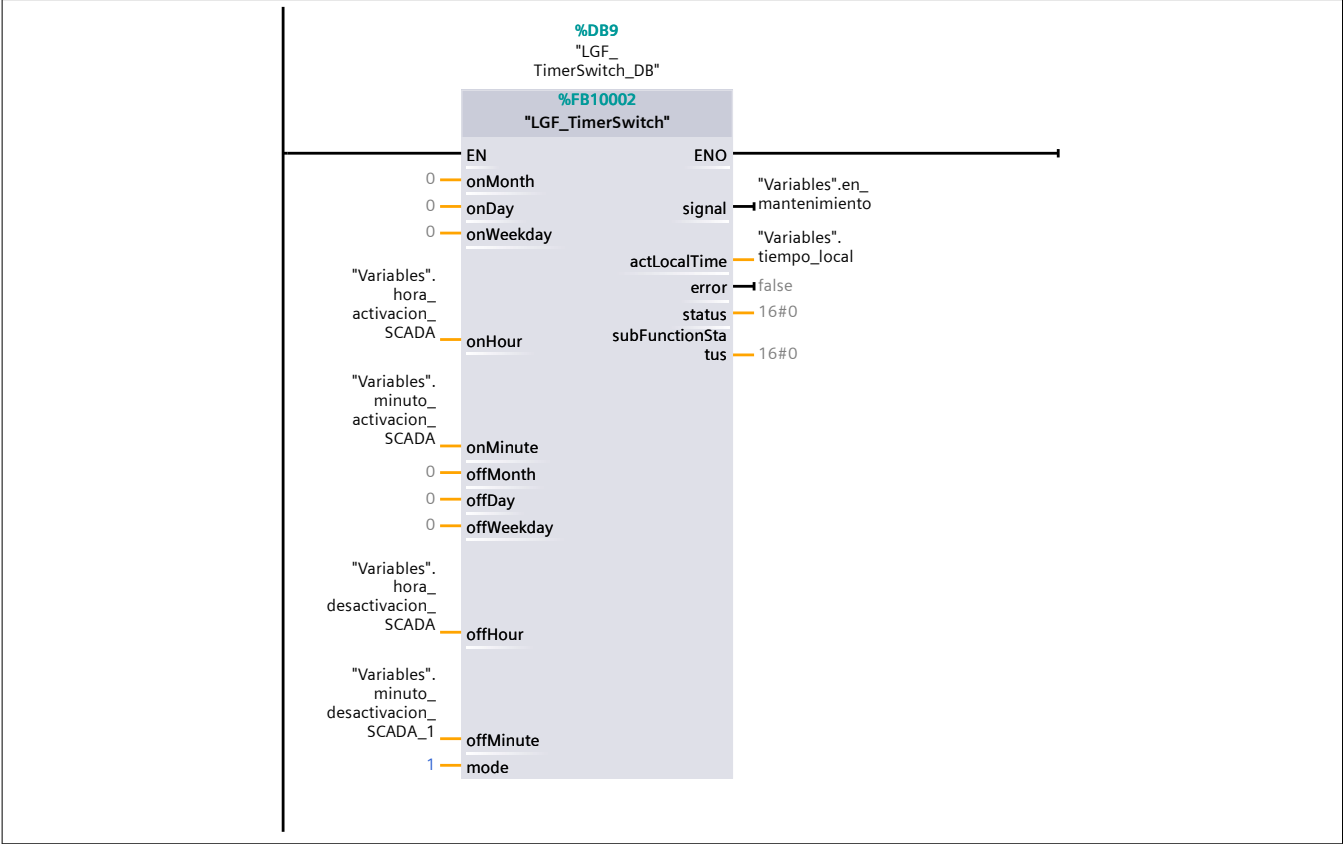 %DB9
"LGF_
TimerSwitch_DB"
%FB10002
"LGF_TimerSwitch"
EN
ENO
0
onMonth
0
onDay
0
onWeekday
"Variables".
hora_
activacion_
SCADA
onHour
"Variables".
minuto_
activacion_
SCADA
onMinute
0
offMonth
0
offDay
0
offWeekday
"Variables".
hora_
desactivacion_
SCADA
offHour
"Variables".
minuto_
desactivacion_
SCADA_1
offMinute
1
mode
signal
"Variables".en_
mantenimiento
actLocalTime
"Variables".
tiempo_local
error
false
status
16#0
subFunctionSta
tus
16#0